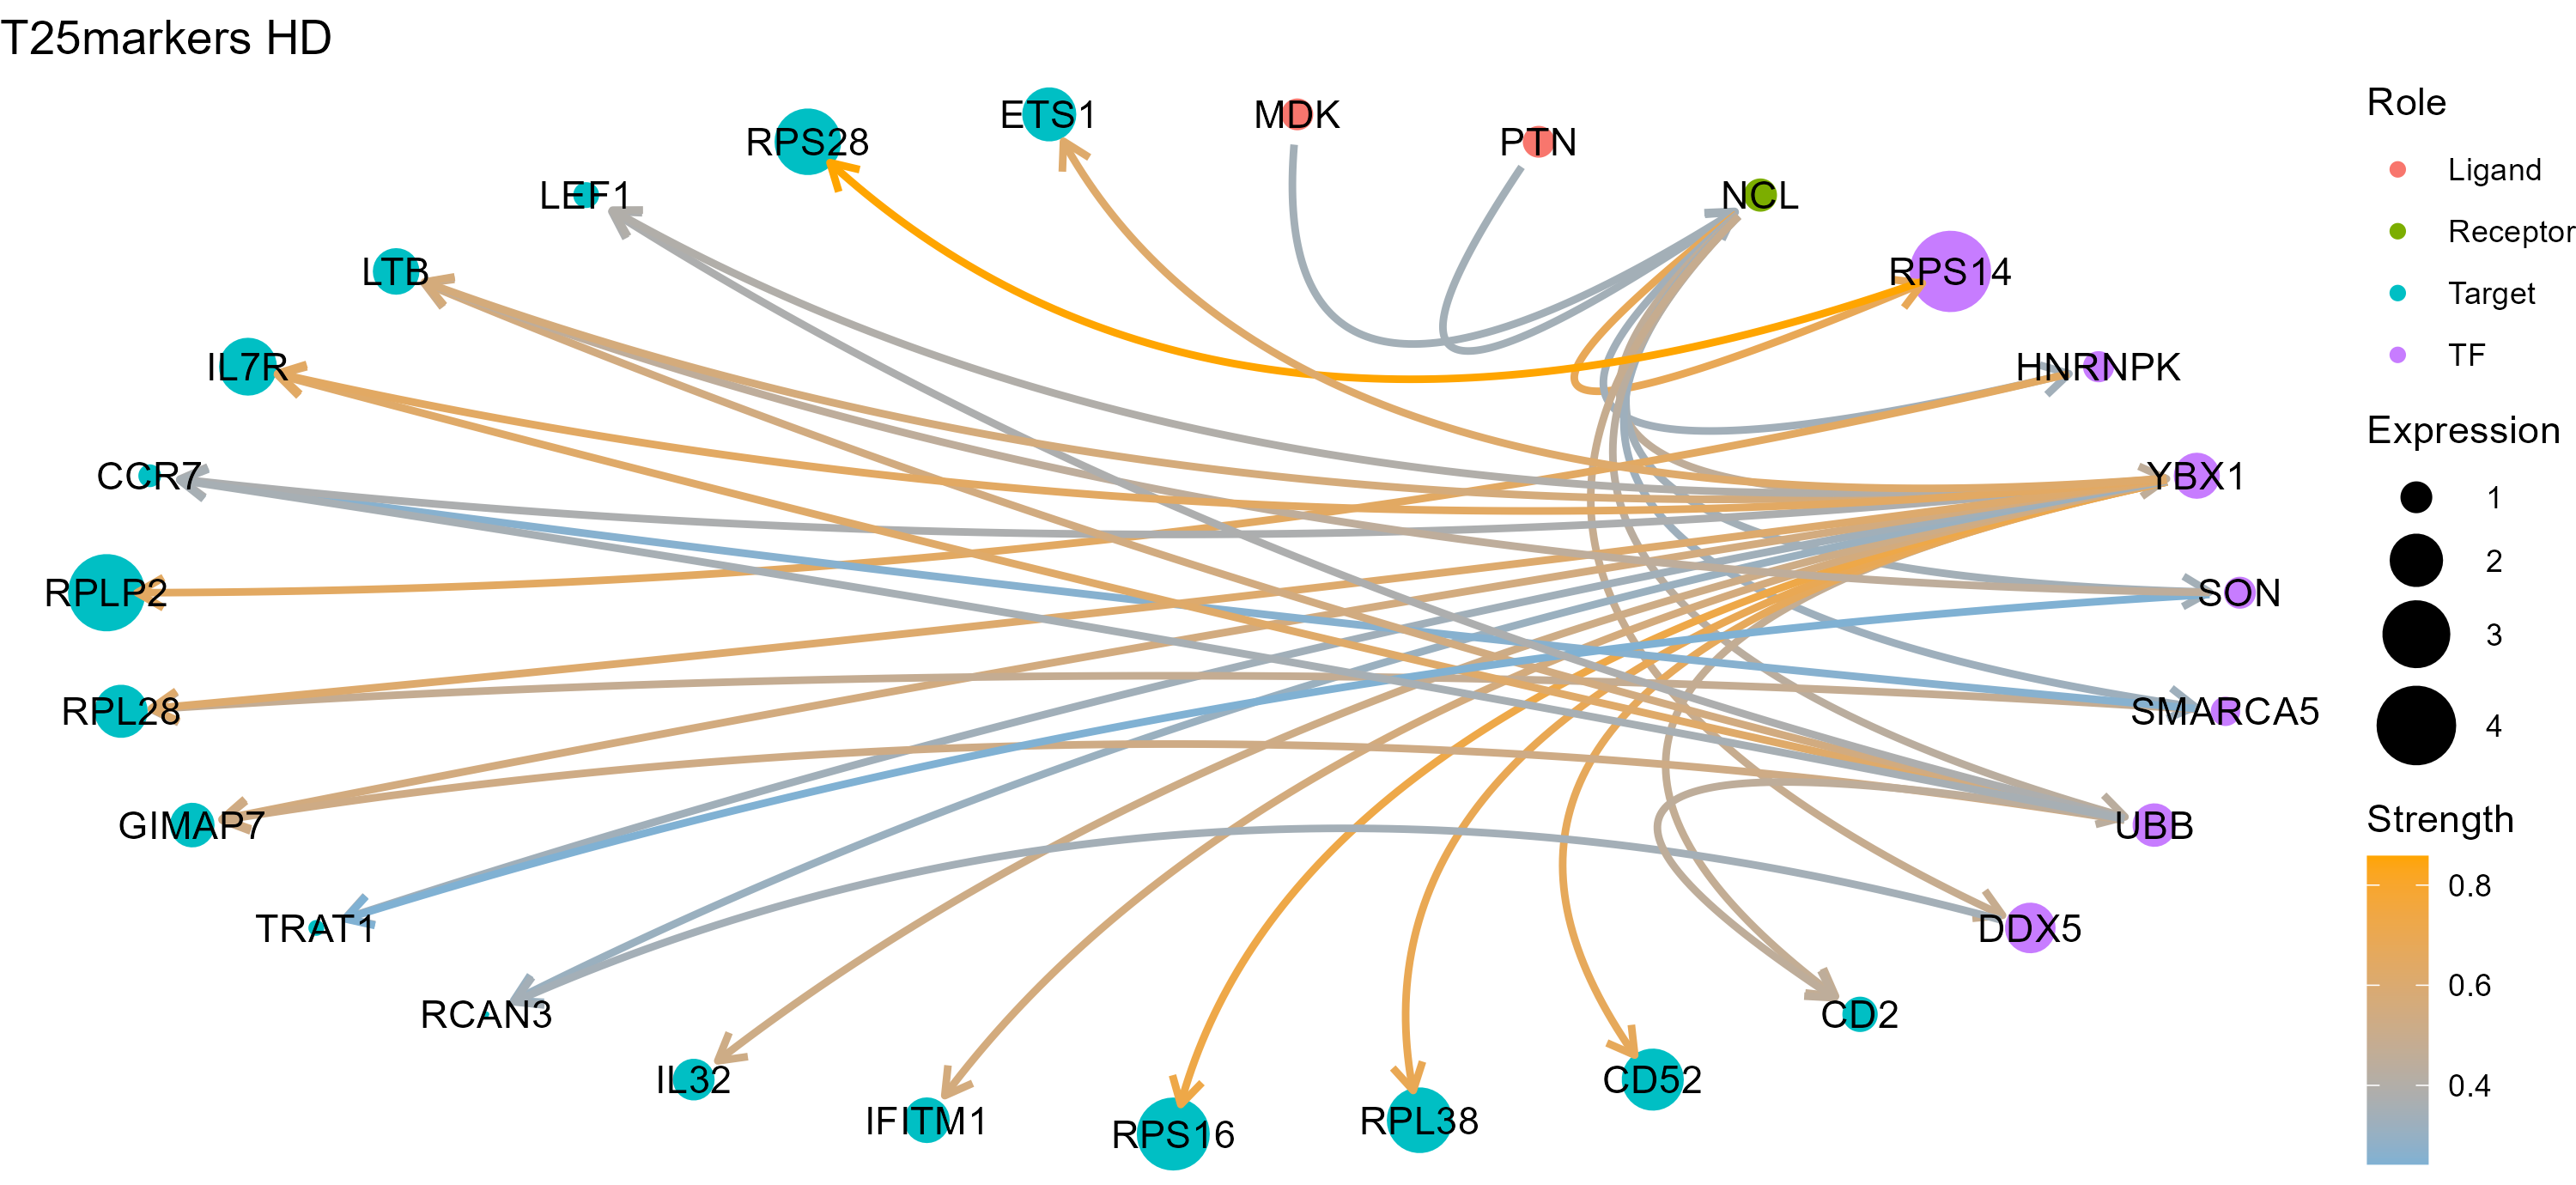 T25markers HD
ETS1
MDK
RPS28
PTN
LEF1
NCL
LTB
RPS14
IL7R
HNRNPK
CCR7
YBX1
RPLP2
SON
RPL28
SMARCA5
GIMAP7
UBB
TRAT1
DDX5
RCAN3
CD2
IL32
CD52
IFITM1
RPL38
RPS16
Role
Ligand
Receptor
Target
TF
Expression
1
2
3
4
Strength
0.8
0.6
0.4